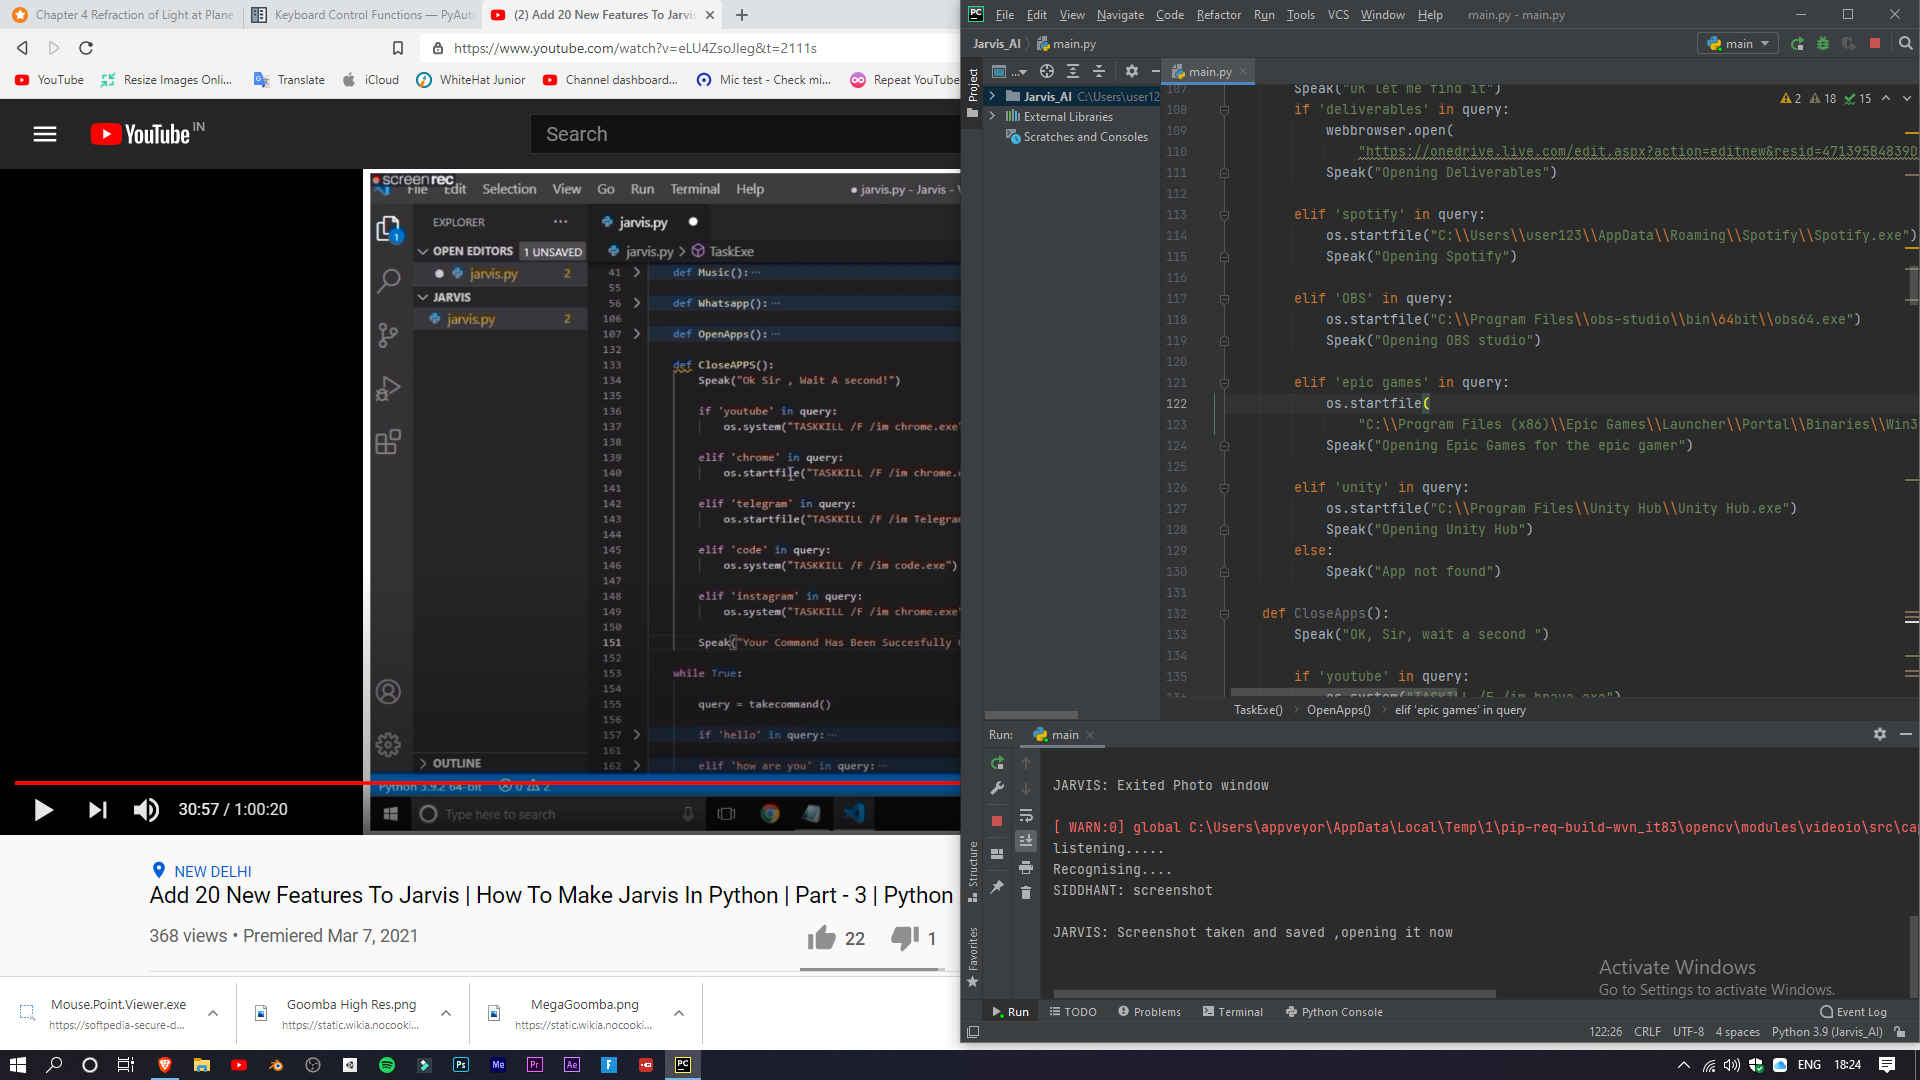 Chapter 4 Refraction of Light at Plane
Keyboard Control Functions — PyAuto
(2) Add 20 New Features To Jarvis
https://www.youtube.com/watch?v=eLU4ZsoJleg&t=2111s
YouTube
Resize Images Onli...
Translate
iCloud
WhiteHat Junior
Channel dashboard...
Mic test - Check mi...
Repeat YouTube
YouTube IN
Search
screenrec
File Edit Selection View Go Run Terminal Help
jarvis.py - Jarvis - V
EXPLORER
jarvis.py
OPEN EDITORS 1 UNSAVED
jarvis.py > TaskExe
jarvis.py 2
JARVIS
jarvis.py 2
1
41 def Music():
55
56 def Whatsapp():
106
107 def OpenApps():
132
133 def CloseAPPS():
134 Speak("Ok Sir , Wait A second!")
135
136 if 'youtube' in query:
137 os.system("TASKKILL /F /im chrome.exe"
138
139 elif 'chrome' in query:
140 os.startfile("TASKKILL /F /im chrome.
141
142 elif 'telegram' in query:
143 os.startfile("TASKKILL /F /im Telegram
144
145 elif 'code' in query:
146 os.system("TASKKILL /F /im code.exe")
147
148 elif 'instagram' in query:
149 os.system("TASKKILL /F /im chrome.exe"
150
151 Speak("Your Command Has Been Succesfully
152
153 while True:
154
155 query = takecommand()
156
157 if 'hello' in query:
161
162 elif 'how are you' in query:
OUTLINE
Python 3.9.2 64-bit 0 2
Type here to search
30:57 / 1:00:20
NEW DELHI
Add 20 New Features To Jarvis | How To Make Jarvis In Python | Part - 3 | Python
368 views • Premiered Mar 7, 2021
22 1
Mouse.Point.Viewer.exe
https://softpedia-secure-d...
Goomba High Res.png
https://static.wikia.nocooki...
MegaGoomba.png
https://static.wikia.nocooki...
File Edit View Navigate Code Refactor Run Tools VCS Window Help main.py - main.py
Jarvis_AI main.py
main
Project
main.py
Jarvis_AI C:\Users\user12
External Libraries
Scratches and Consoles
2 18 15
107 Speak("OK let me find it")
108 if 'deliverables' in query:
109 webbrowser.open(
110 "https://onedrive.live.com/edit.aspx?action=editnew&resid=471395B4839D
111 Speak("Opening Deliverables")
112
113 elif 'spotify' in query:
114 os.startfile("C:\\Users\\user123\\AppData\\Roaming\\Spotify\\Spotify.exe")
115 Speak("Opening Spotify")
116
117 elif 'OBS' in query:
118 os.startfile("C:\\Program Files\\obs-studio\\bin\64bit\\obs64.exe")
119 Speak("Opening OBS studio")
120
121 elif 'epic games' in query:
122 os.startfile(
123 "C:\\Program Files (x86)\\Epic Games\\Launcher\\Portal\\Binaries\\Win3
124 Speak("Opening Epic Games for the epic gamer")
125
126 elif 'unity' in query:
127 os.startfile("C:\\Program Files\\Unity Hub\\Unity Hub.exe")
128 Speak("Opening Unity Hub")
129 else:
130 Speak("App not found")
131
132 def CloseApps():
133 Speak("OK, Sir, wait a second ")
134
135 if 'youtube' in query:
136 os.system("TASKILL /F /im brave.exe")
TaskExe() > OpenApps() > elif 'epic games' in query
Run: main
JARVIS: Exited Photo window
[ WARN:0] global C:\Users\appveyor\AppData\Local\Temp\1\pip-req-build-wvn_it83\opencv\modules\videoio\src\cap
listening.....
Recognising....
SIDDHANT: screenshot
JARVIS: Screenshot taken and saved ,opening it now
Structure
Favorites
Activate Windows
Go to Settings to activate Windows.
Run TODO Problems Terminal Python Console Event Log
122:26 CRLF UTF-8 4 spaces Python 3.9 (Jarvis_AI)
Ps Me Pr Ae F PC
ENG 18:24